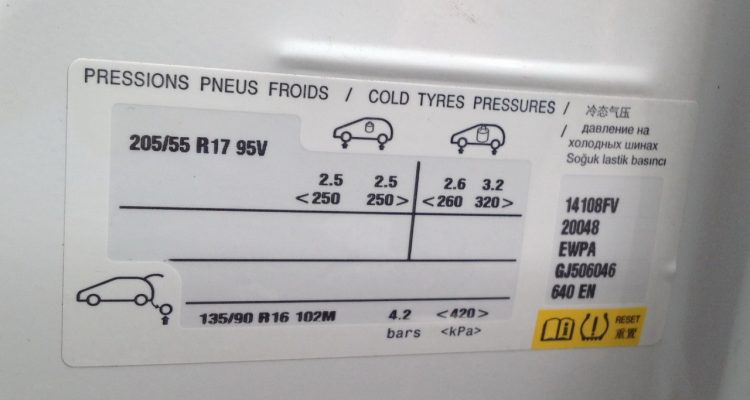 PRESSIONS PNEUS FROIDS / COLD TYRES PRESSURES / 冷态气压
/ давление на
холодных шинах
Soğuk lastik basıncı
205/55 R17 95V
2.5 2.5 2.6 3.2
<250 250> <260 320>
135/90 R16 102M 4.2 <420>
bars <kPa>
14108FV
20048
EWPA
GJ506046
640 EN
RESET
重置